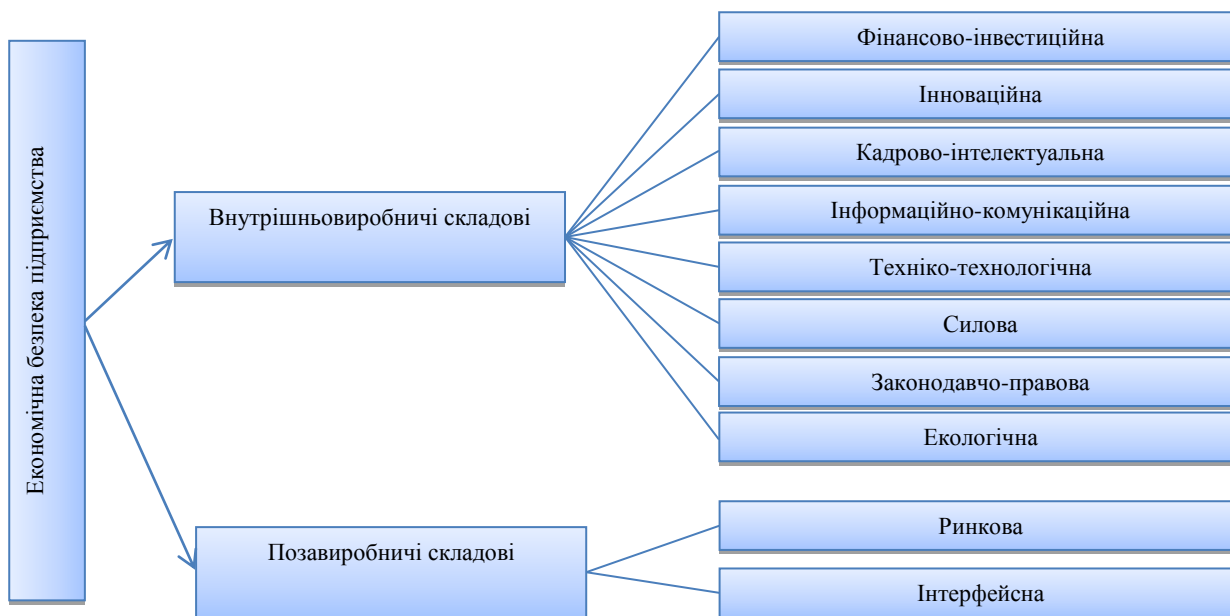 Економічна безпека підприємства
Внутрішньовиробничі складові
Фінансово-інвестиційна
Інноваційна
Кадрово-інтелектуальна
Інформаційно-комунікаційна
Техніко-технологічна
Силова
Законодавчо-правова
Екологічна
Позавиробничі складові
Ринкова
Інтерфейсна